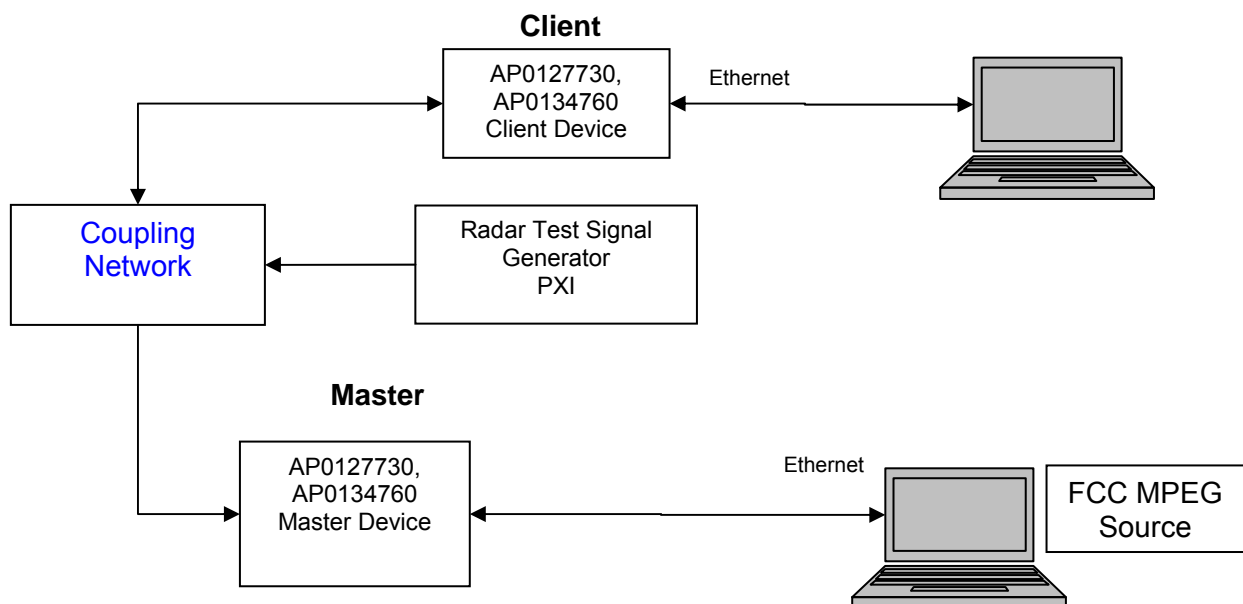 Client
AP0127730,
AP0134760
Client Device
Ethernet
Coupling
Network
Radar Test Signal
Generator
PXI
Master
AP0127730,
AP0134760
Master Device
Ethernet
FCC MPEG
Source